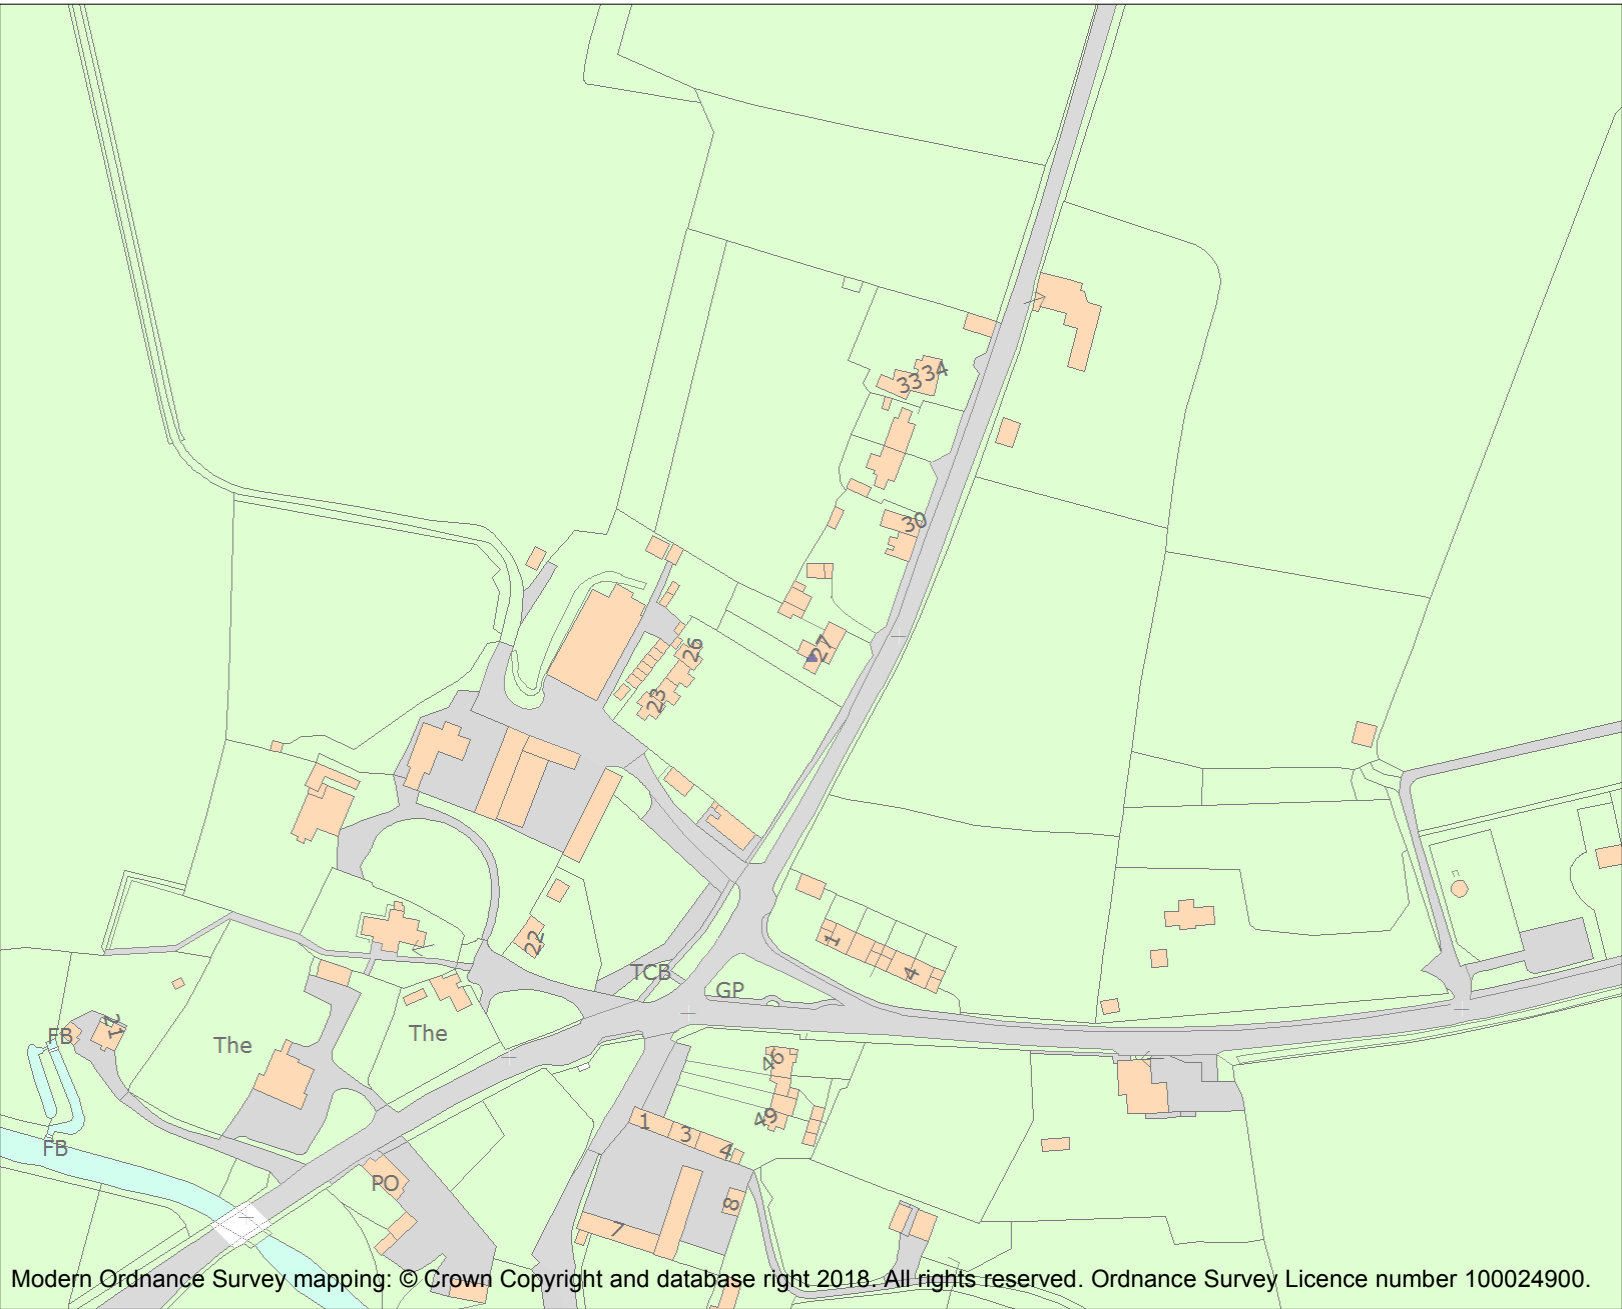 33 34
30
27
26
23
22
TCB
GP
1
4
21
FB
The
The
46
49
FB
1
3
4
PO
8
7
Modern Ordnance Survey mapping: © Crown Copyright and database right 2018. All rights reserved. Ordnance Survey Licence number 100024900.